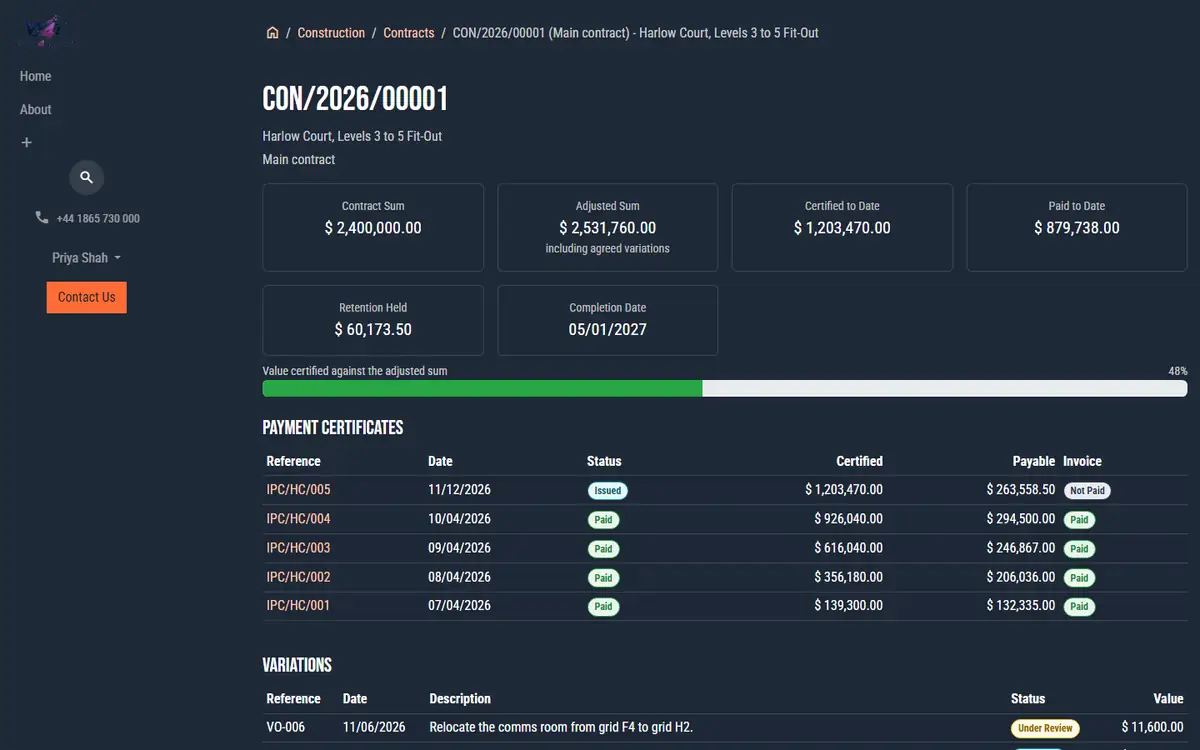 Home
About
+
+44 1865 730 000
Priya Shah
Contact Us
/ Construction / Contracts / CON/2026/00001 (Main contract) - Harlow Court, Levels 3 to 5 Fit-Out
CON/2026/00001
Harlow Court, Levels 3 to 5 Fit-Out
Main contract
Contract Sum
$ 2,400,000.00
Adjusted Sum
$ 2,531,760.00
including agreed variations
Certified to Date
$ 1,203,470.00
Paid to Date
$ 879,738.00
Retention Held
$ 60,173.50
Completion Date
05/01/2027
Value certified against the adjusted sum 48%
PAYMENT CERTIFICATES
Reference Date Status Certified Payable Invoice
IPC/HC/005 11/12/2026 Issued $ 1,203,470.00 $ 263,558.50 Not Paid
IPC/HC/004 10/04/2026 Paid $ 926,040.00 $ 294,500.00 Paid
IPC/HC/003 09/04/2026 Paid $ 616,040.00 $ 246,867.00 Paid
IPC/HC/002 08/04/2026 Paid $ 356,180.00 $ 206,036.00 Paid
IPC/HC/001 07/04/2026 Paid $ 139,300.00 $ 132,335.00 Paid
VARIATIONS
Reference Date Description Status Value
VO-006 11/06/2026 Relocate the comms room from grid F4 to grid H2. Under Review $ 11,600.00